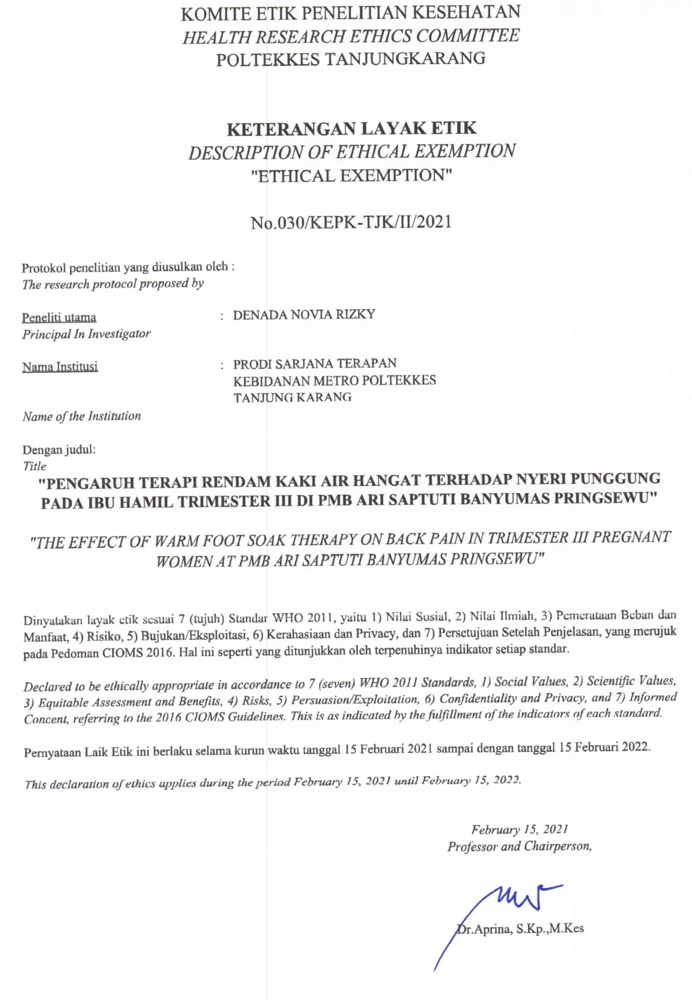 KOMITE ETIK PENELITIAN KESEHATAN
HEALTH RESEARCH ETHICS COMMITTEE
POLTEKKES TANJUNGKARANG
KETERANGAN LAYAK ETIK
DESCRIPTION OF ETHICAL EXEMPTION
"ETHICAL EXEMPTION"
No.030/KEPK-TJK/II/2021
Protokol penelitian yang diusulkan oleh :
The research protocol proposed by
Peneliti utama : DENADA NOVIA RIZKY
Principal In Investigator
Nama Institusi : PRODI SARJANA TERAPAN
KEBIDANAN METRO POLTEKKES
TANJUNG KARANG
Name of the Institution
Dengan judul:
Title
"PENGARUH TERAPI RENDAM KAKI AIR HANGAT TERHADAP NYERI PUNGGUNG
PADA IBU HAMIL TRIMESTER III DI PMB ARI SAPTUTI BANYUMAS PRINGSEWU"
"THE EFFECT OF WARM FOOT SOAK THERAPY ON BACK PAIN IN TRIMESTER III PREGNANT
WOMEN AT PMB ARI SAPTUTI BANYUMAS PRINGSEWU"
Dinyatakan layak etik sesuai 7 (tujuh) Standar WHO 2011, yaitu 1) Nilai Sosial, 2) Nilai Ilmiah, 3) Pemerataan Beban dan
Manfaat, 4) Risiko, 5) Bujukan/Eksploitasi, 6) Kerahasiaan dan Privacy, dan 7) Persetujuan Setelah Penjelasan, yang merujuk
pada Pedoman CIOMS 2016. Hal ini seperti yang ditunjukkan oleh terpenuhinya indikator setiap standar.
Declared to be ethically appropriate in accordance to 7 (seven) WHO 2011 Standards, 1) Social Values, 2) Scientific Values,
3) Equitable Assessment and Benefits, 4) Risks, 5) Persuasion/Exploitation, 6) Confidentiality and Privacy, and 7) Informed
Concent, referring to the 2016 CIOMS Guidelines. This is as indicated by the fulfillment of the indicators of each standard.
Pernyataan Laik Etik ini berlaku selama kurun waktu tanggal 15 Februari 2021 sampai dengan tanggal 15 Februari 2022.
This declaration of ethics applies during the period February 15, 2021 until February 15, 2022.
February 15, 2021
Professor and Chairperson,
Dr.Aprina, S.Kp.,M.Kes